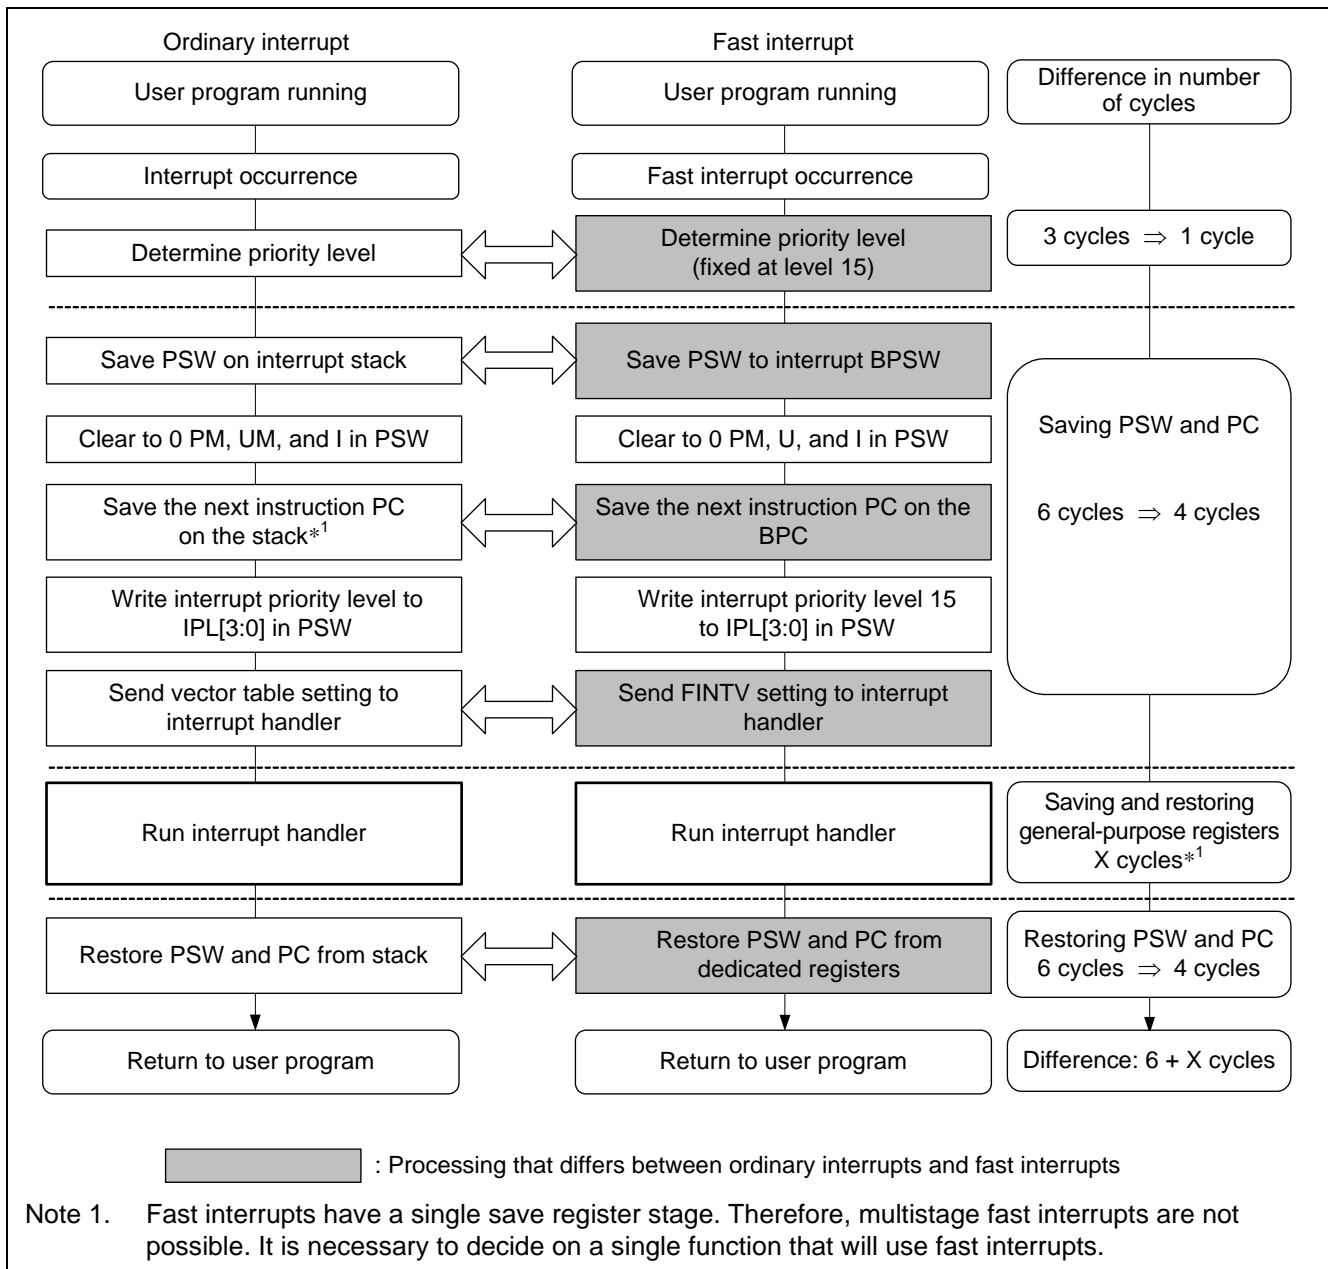 Ordinary interrupt
Fast interrupt
User program running
User program running
Difference in number
of cycles
Interrupt occurrence
Fast interrupt occurrence
Determine priority level
Determine priority level
(fixed at level 15)
3 cycles ⇒ 1 cycle
Save PSW on interrupt stack
Save PSW to interrupt BPSW
Clear to 0 PM, UM, and I in PSW
Clear to 0 PM, U, and I in PSW
Saving PSW and PC
6 cycles ⇒ 4 cycles
Save the next instruction PC
on the stack*1
Save the next instruction PC on the
BPC
Write interrupt priority level to
IPL[3:0] in PSW
Write interrupt priority level 15
to IPL[3:0] in PSW
Send vector table setting to
interrupt handler
Send FINTV setting to interrupt
handler
Run interrupt handler
Run interrupt handler
Saving and restoring
general-purpose registers
X cycles*1
Restore PSW and PC from stack
Restore PSW and PC from
dedicated registers
Restoring PSW and PC
6 cycles ⇒ 4 cycles
Return to user program
Return to user program
Difference: 6 + X cycles
: Processing that differs between ordinary interrupts and fast interrupts
Note 1. Fast interrupts have a single save register stage. Therefore, multistage fast interrupts are not
possible. It is necessary to decide on a single function that will use fast interrupts.